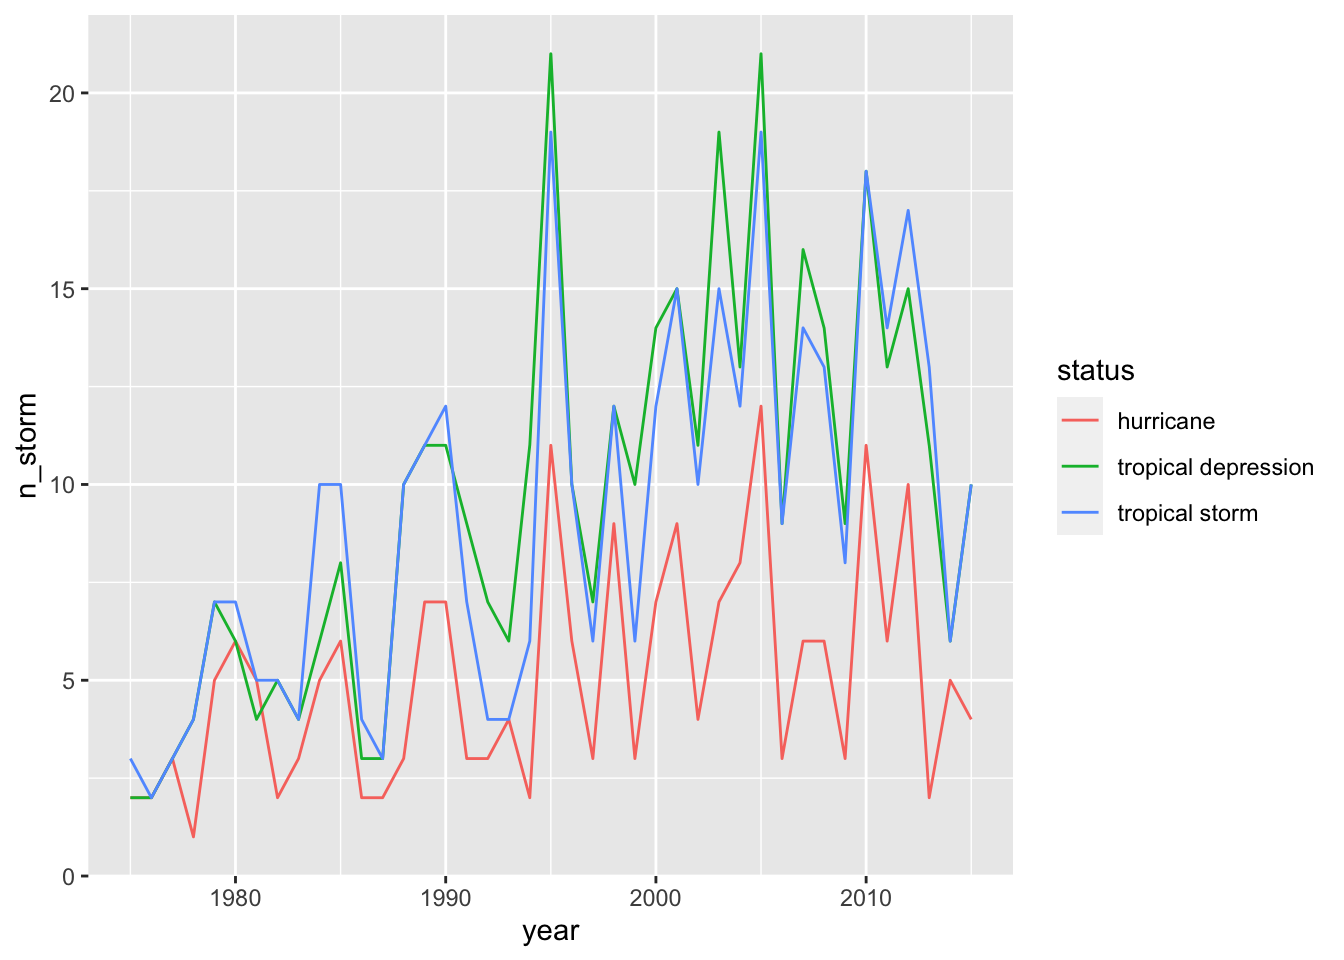 20
15
10
5
0
n_storm
1980
1990
2000
2010
year
status
hurricane
tropical depression
tropical storm